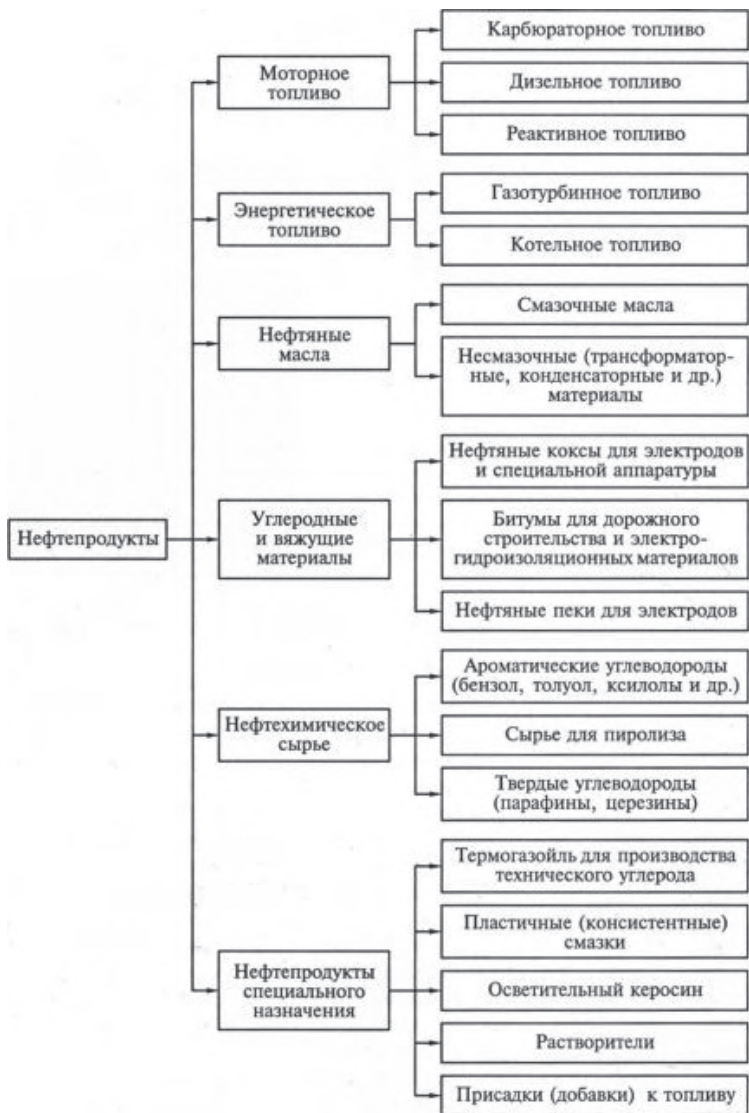 Нефтепродукты
Моторное
топливо
Карбюраторное топливо
Дизельное топливо
Реактивное топливо
Энергетическое
топливо
Газотурбинное топливо
Котельное топливо
Нефтяные
масла
Смазочные масла
Несмазочные (трансформатор-
ные, конденсаторные и др.)
материалы
Углеродные
и вяжущие
материалы
Нефтяные коксы для электродов
и специальной аппаратуры
Битумы для дорожного
строительства и электро-
гидроизоляционных материалов
Нефтяные пеки для электродов
Нефтехимическое
сырье
Ароматические углеводороды
(бензол, толуол, ксилолы и др.)
Сырье для пиролиза
Твердые углеводороды
(парафины, церезины)
Нефтепродукты
специального
назначения
Термогазойль для производства
технического углерода
Пластичные (консистентные)
смазки
Осветительный керосин
Растворители
Присадки (добавки) к топливу